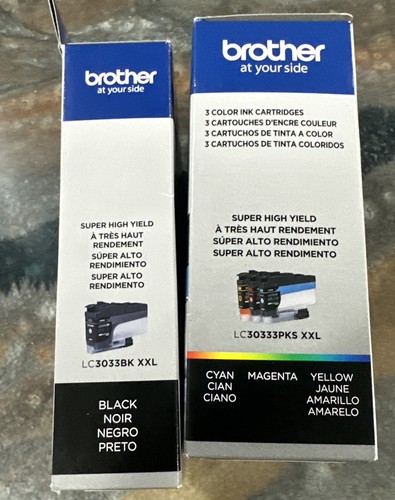 brother
at your side
SUPER HIGH YIELD
À TRÈS HAUT
RENDEMENT
SÚPER ALTO
RENDIMIENTO
SUPER ALTO
RENDIMENTO
LC3033BK XXL
BLACK
NOIR
NEGRO
PRETO
brother
at your side
3 COLOR INK CARTRIDGES
3 CARTOUCHES D'ENCRE COULEUR
3 CARTUCHOS DE TINTA A COLOR
3 CARTUCHOS DE TINTA COLORIDOS
SUPER HIGH YIELD
À TRÈS HAUT RENDEMENT
SÚPER ALTO RENDIMIENTO
SUPER ALTO RENDIMENTO
LC30333PKS XXL
CYAN
CIAN
CIANO
MAGENTA
YELLOW
JAUNE
AMARILLO
AMARELO